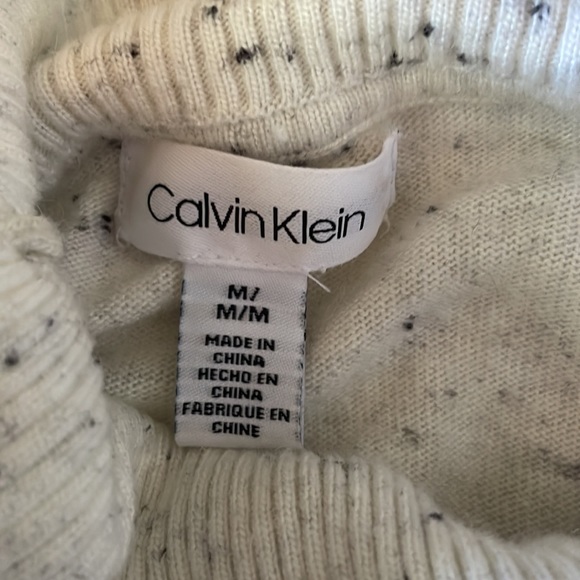 Calvin Klein
M/
M/M
MADE IN
CHINA
HECHO EN
CHINA
FABRIQUE EN
CHINE